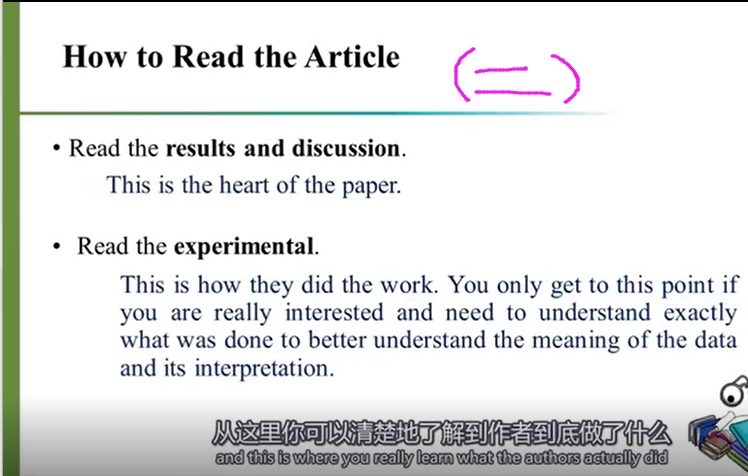 How to Read the Article
(二)
• Read the results and discussion.
This is the heart of the paper.
• Read the experimental.
This is how they did the work. You only get to this point if
you are really interested and need to understand exactly
what was done to better understand the meaning of the data
and its interpretation.
从这里你可以清楚地了解到作者到底做了什么
and this is where you really learn what the authors actually did